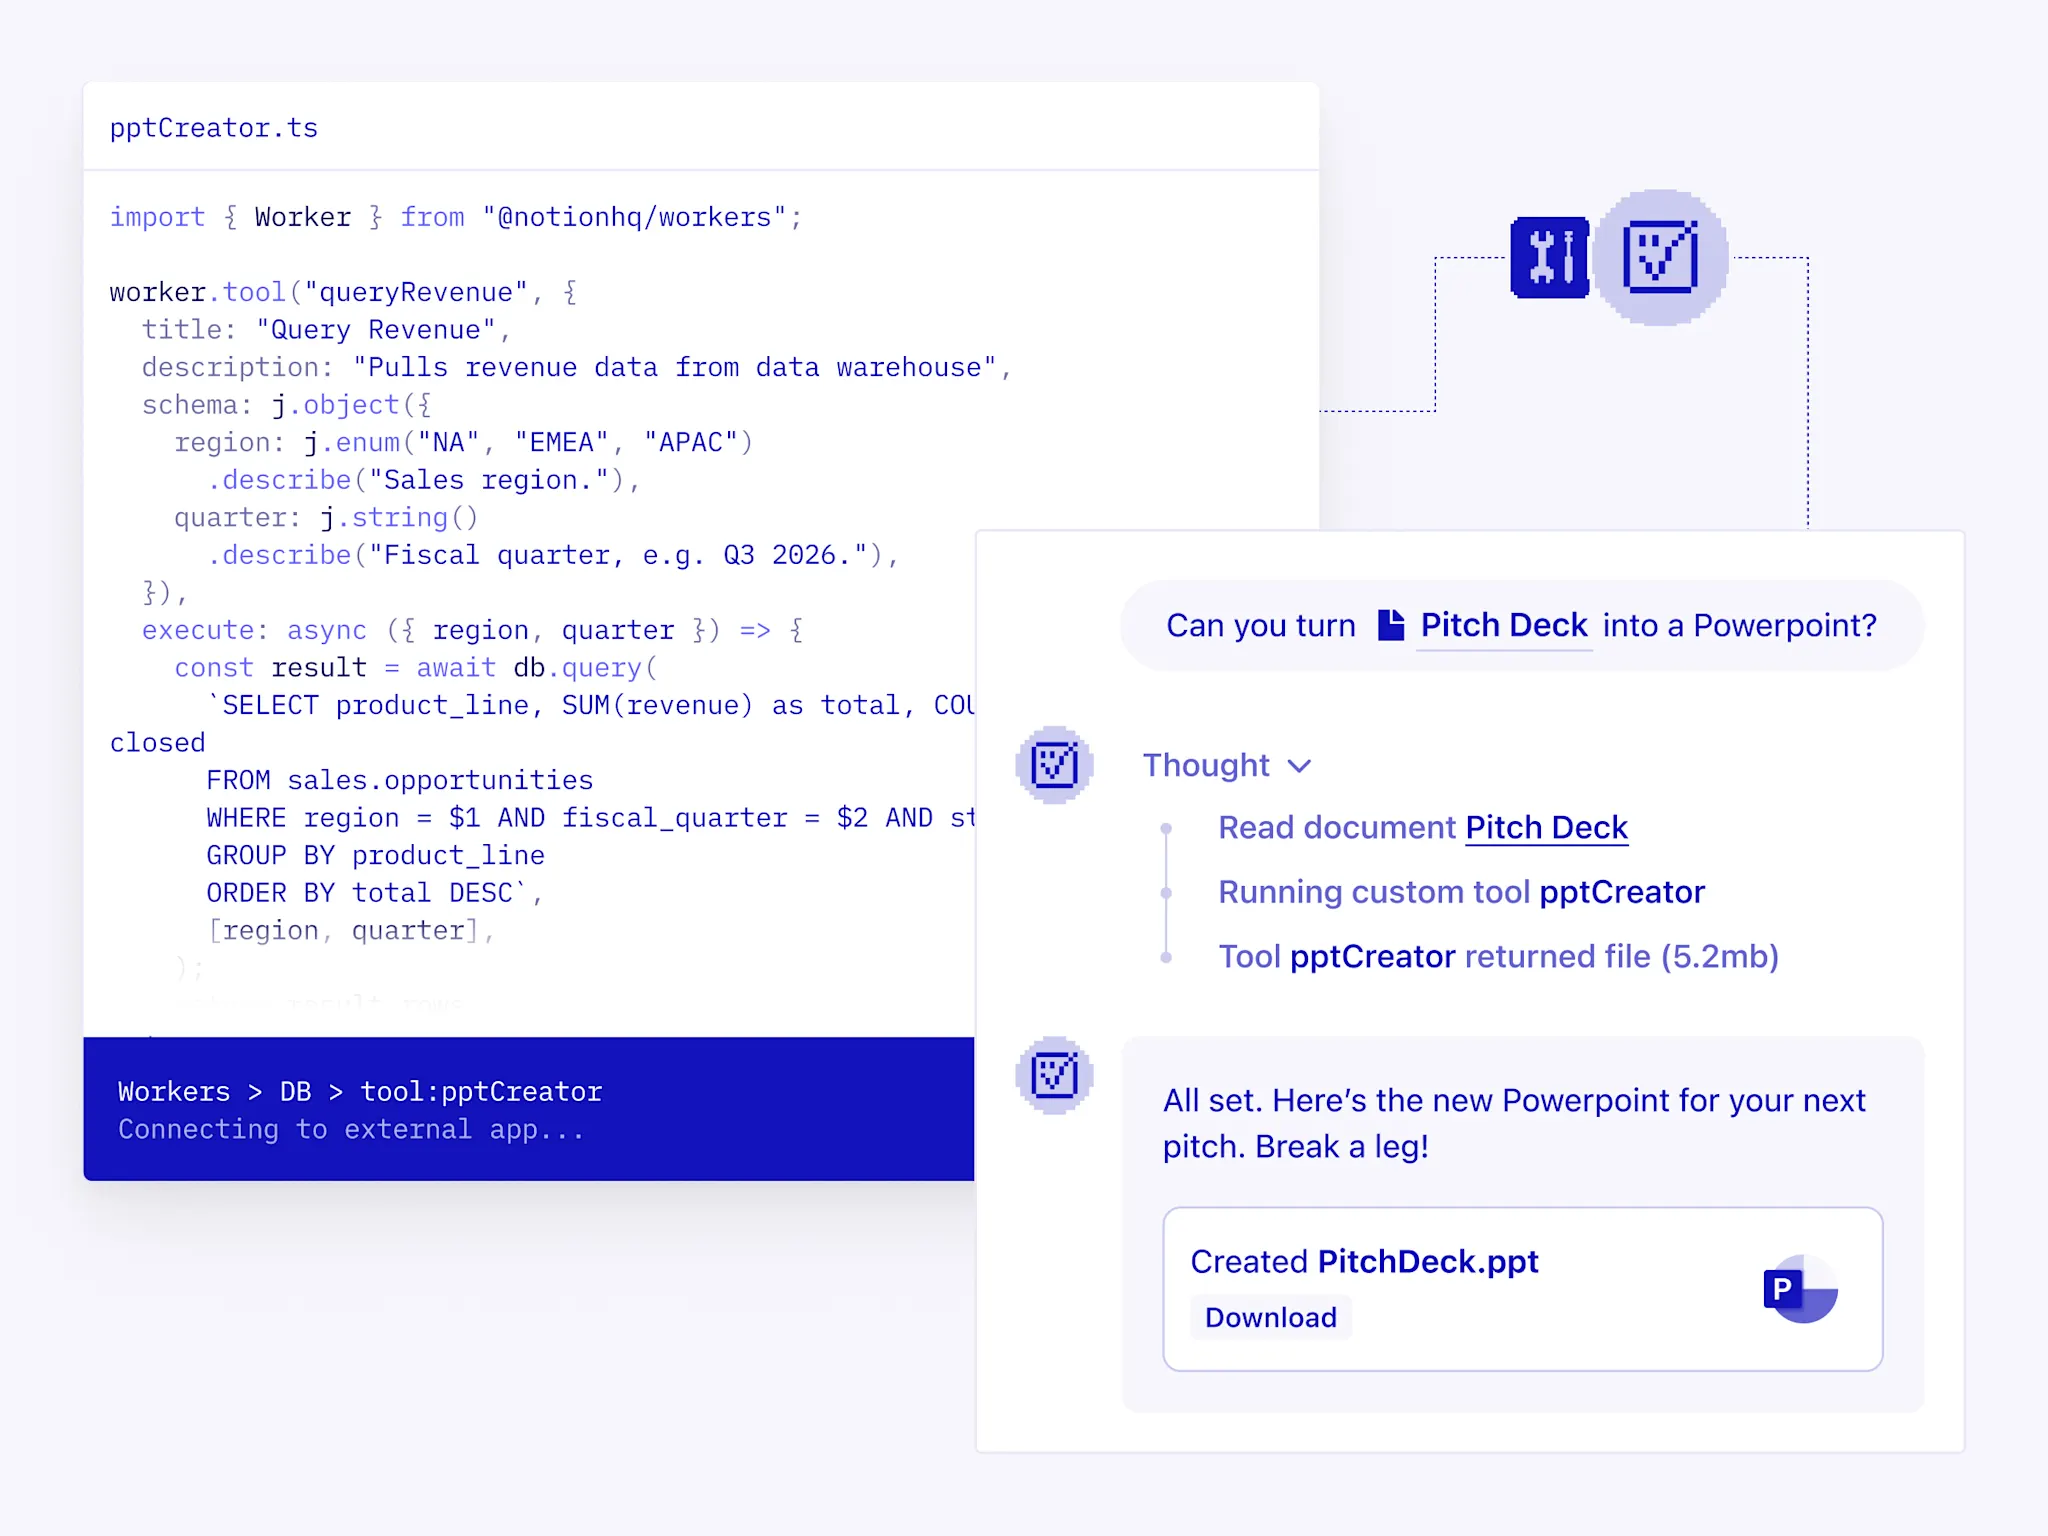 pptCreator.ts
import { Worker } from "@notionhq/workers";
worker.tool("queryRevenue", {
title: "Query Revenue",
description: "Pulls revenue data from data warehouse",
schema: j.object({
region: j.enum("NA", "EMEA", "APAC")
.describe("Sales region."),
quarter: j.string()
.describe("Fiscal quarter, e.g. Q3 2026."),
}),
execute: async ({ region, quarter }) => {
const result = await db.query(
`SELECT product_line, SUM(revenue) as total, COU
closed
FROM sales.opportunities
WHERE region = $1 AND fiscal_quarter = $2 AND st
GROUP BY product_line
ORDER BY total DESC`,
[region, quarter],
);
result rows
Workers > DB > tool:pptCreator
Connecting to external app...
Can you turn Pitch Deck into a Powerpoint?
Thought
Read document Pitch Deck
Running custom tool pptCreator
Tool pptCreator returned file (5.2mb)
All set. Here’s the new Powerpoint for your next
pitch. Break a leg!
Created PitchDeck.ppt
Download
P